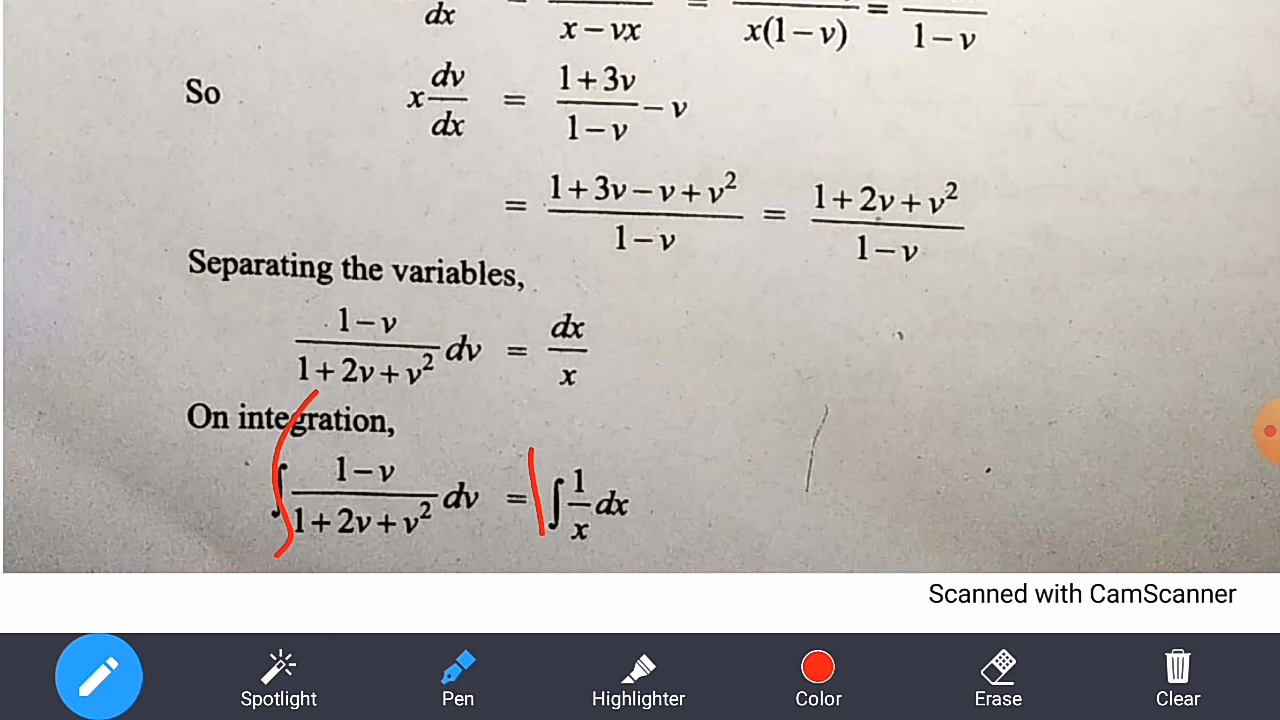 dx = x − vx = x(1 − v) = 1 − v
So x dv/dx = (1 + 3v)/(1 − v) − v
= (1 + 3v − v + v²)/(1 − v) = (1 + 2v + v²)/(1 − v)
Separating the variables,
(1 − v)/(1 + 2v + v²) dv = dx/x
On integration,
∫ (1 − v)/(1 + 2v + v²) dv = ∫ 1/x dx
Scanned with CamScanner
Spotlight Pen Highlighter Color Erase Clear